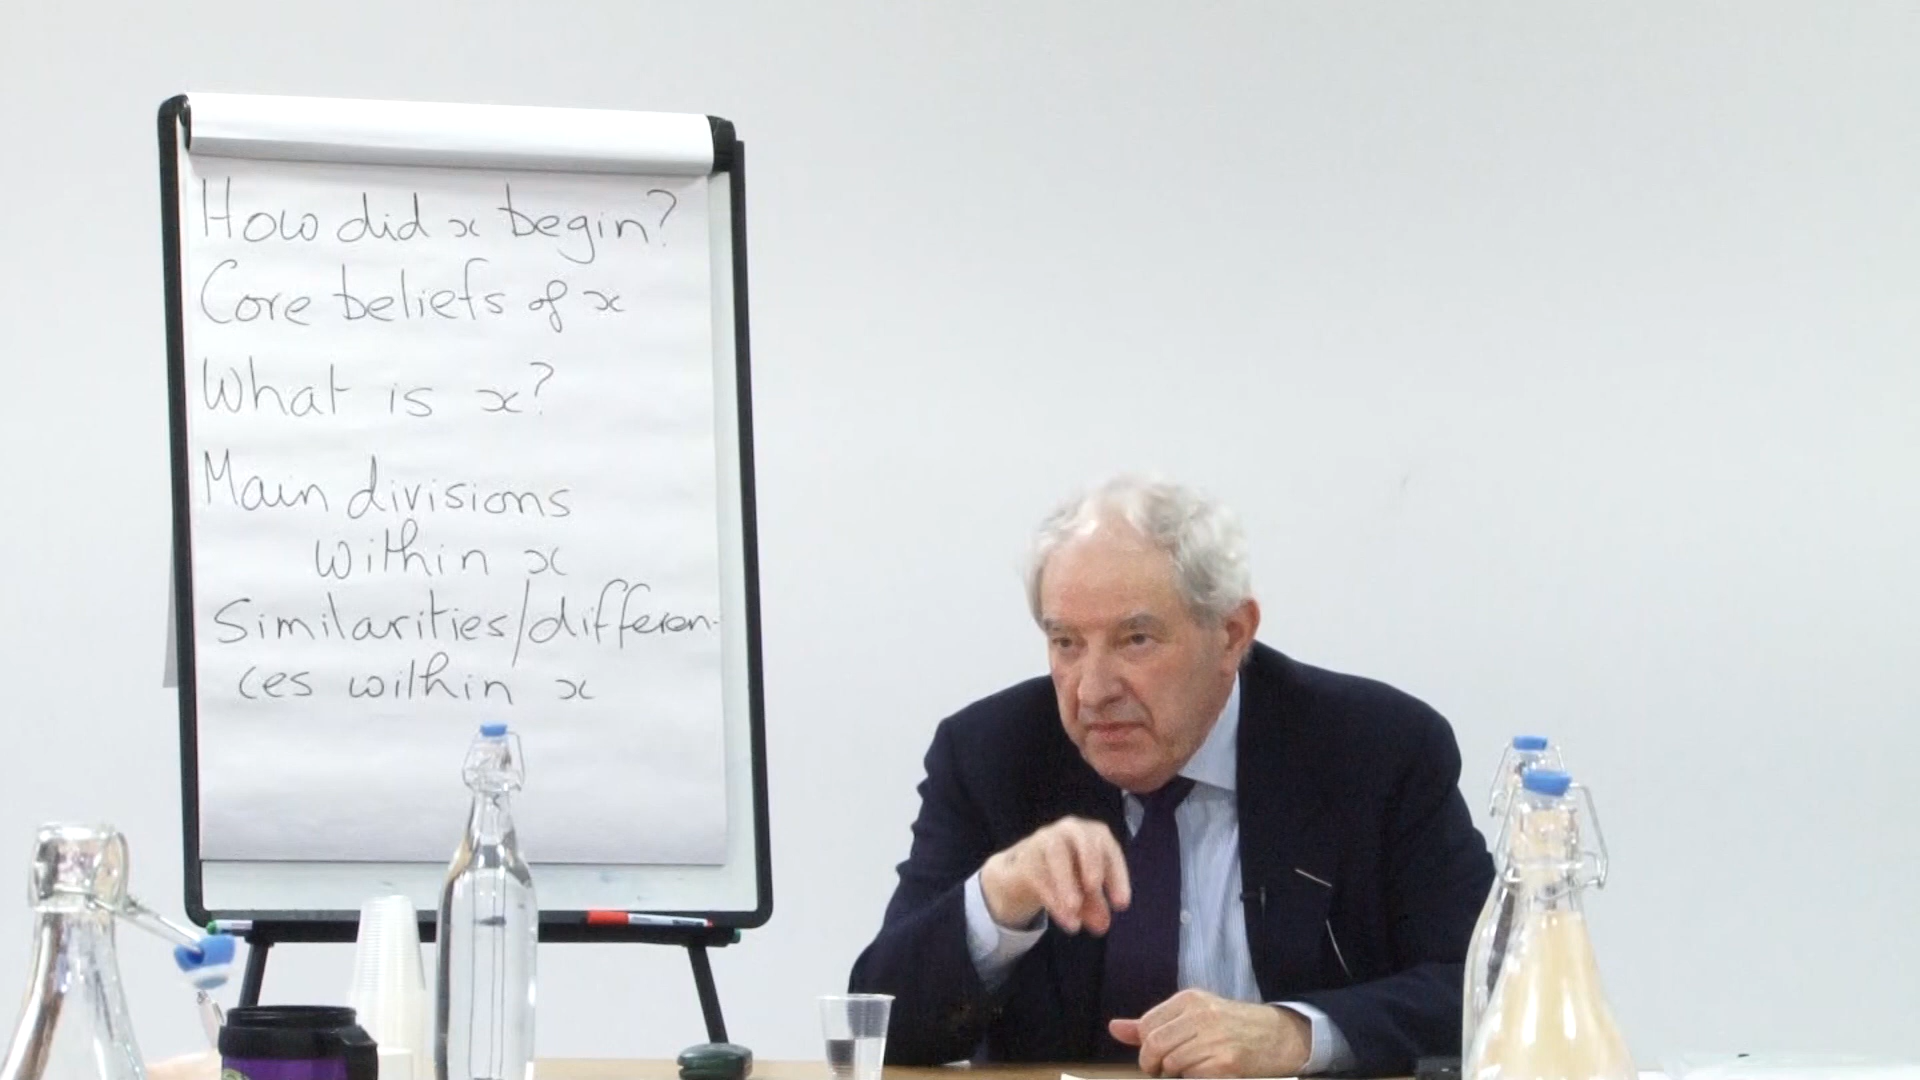 How did x begin?
Core beliefs of x
What is x?
Main divisions
within x
Similarities/differen-
ces within x